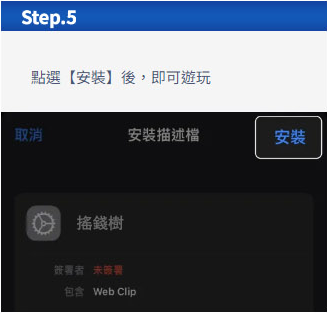 Step.5
點選【安裝】後，即可遊玩
取消 安裝描述檔 安裝
搖錢樹
簽署者 未簽署
包含 Web Clip